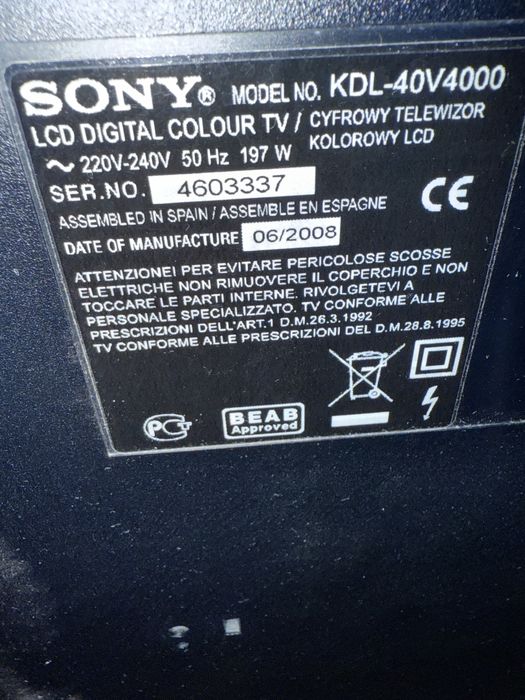 SONY® MODEL NO. KDL-40V4000
LCD DIGITAL COLOUR TV / CYFROWY TELEWIZOR
KOLOROWY LCD
~ 220V-240V 50 Hz 197 W
SER.NO. 4603337
ASSEMBLED IN SPAIN / ASSEMBLE EN ESPAGNE
DATE OF MANUFACTURE 06/2008
CE
ATTENZIONE! PER EVITARE PERICOLOSE SCOSSE
ELETTRICHE NON RIMUOVERE IL COPERCHIO E NON
TOCCARE LE PARTI INTERNE. RIVOLGETEVI A
PERSONALE SPECIALIZZATO. TV CONFORME ALLE
PRESCRIZIONI DELL'ART.1 D.M.26.3.1992
TV CONFORME ALLE PRESCRIZIONI DEL D.M.28.8.1995
PCT
BEAB
Approved